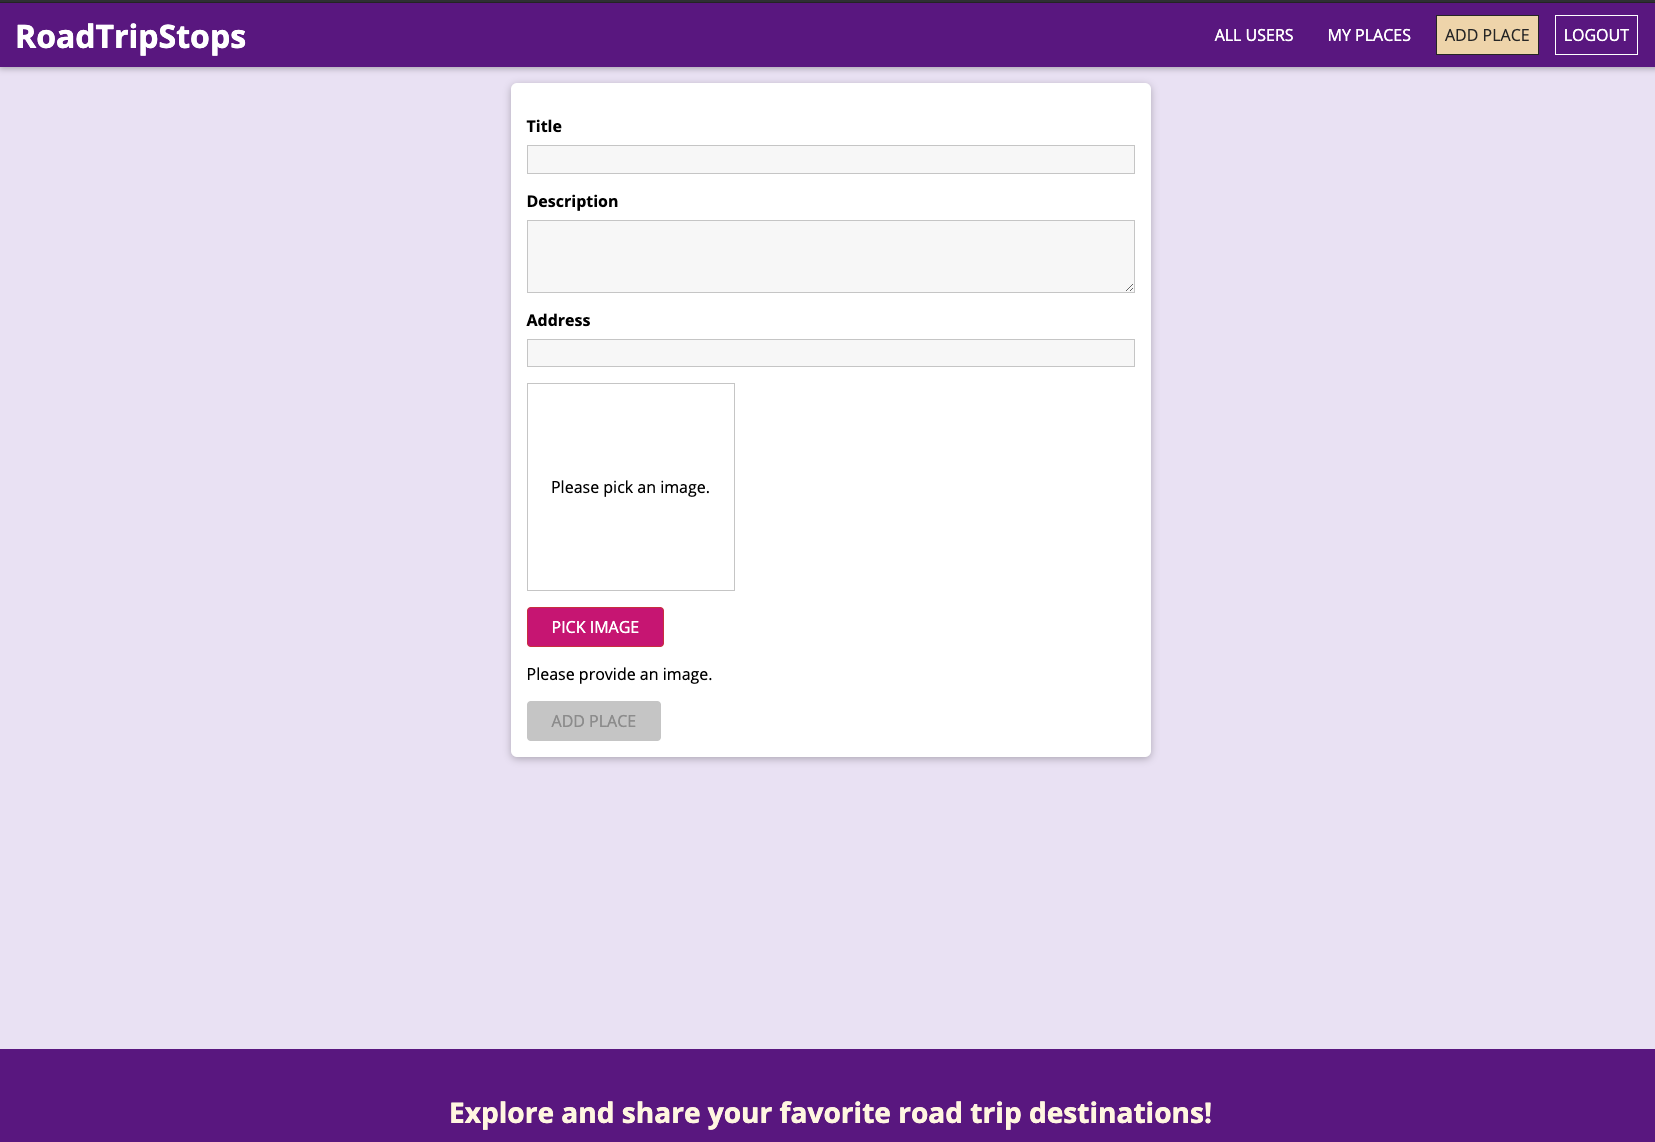 RoadTripStops
ALL USERS MY PLACES ADD PLACE LOGOUT
Title
Description
Address
Please pick an image.
PICK IMAGE
Please provide an image.
ADD PLACE
Explore and share your favorite road trip destinations!